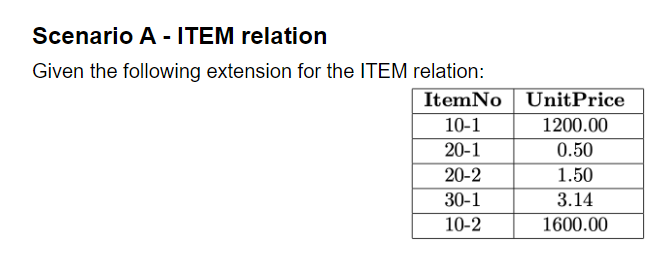 Scenario A - ITEM relation
Given the following extension for the ITEM relation:
ItemNo UnitPrice
10-1 1200.00
20-1 0.50
20-2 1.50
30-1 3.14
10-2 1600.00